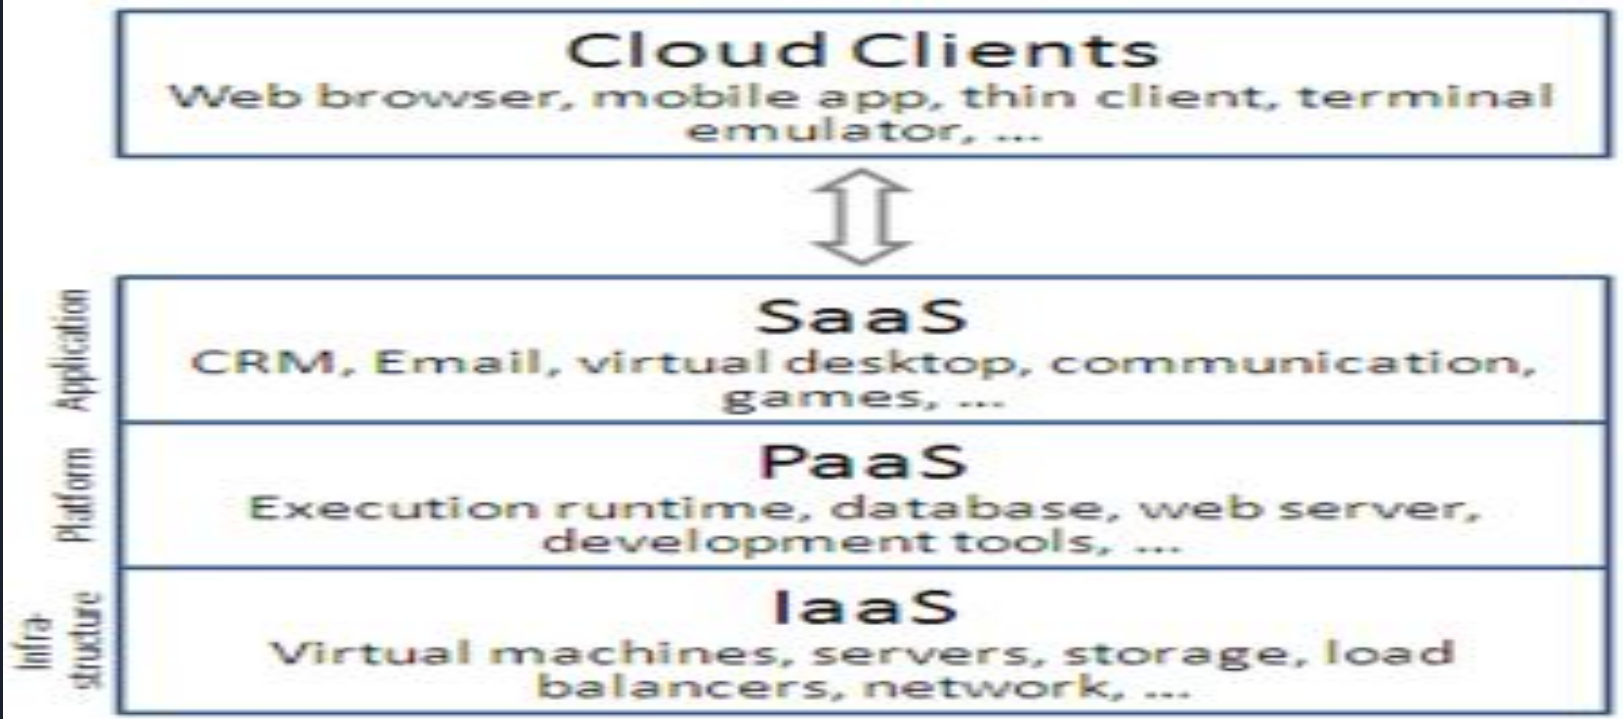 Cloud Clients
Web browser, mobile app, thin client, terminal
emulator, ...
Application
SaaS
CRM, Email, virtual desktop, communication,
games, ...
Platform
PaaS
Execution runtime, database, web server,
development tools, ...
Infra-
structure
IaaS
Virtual machines, servers, storage, load
balancers, network, ...